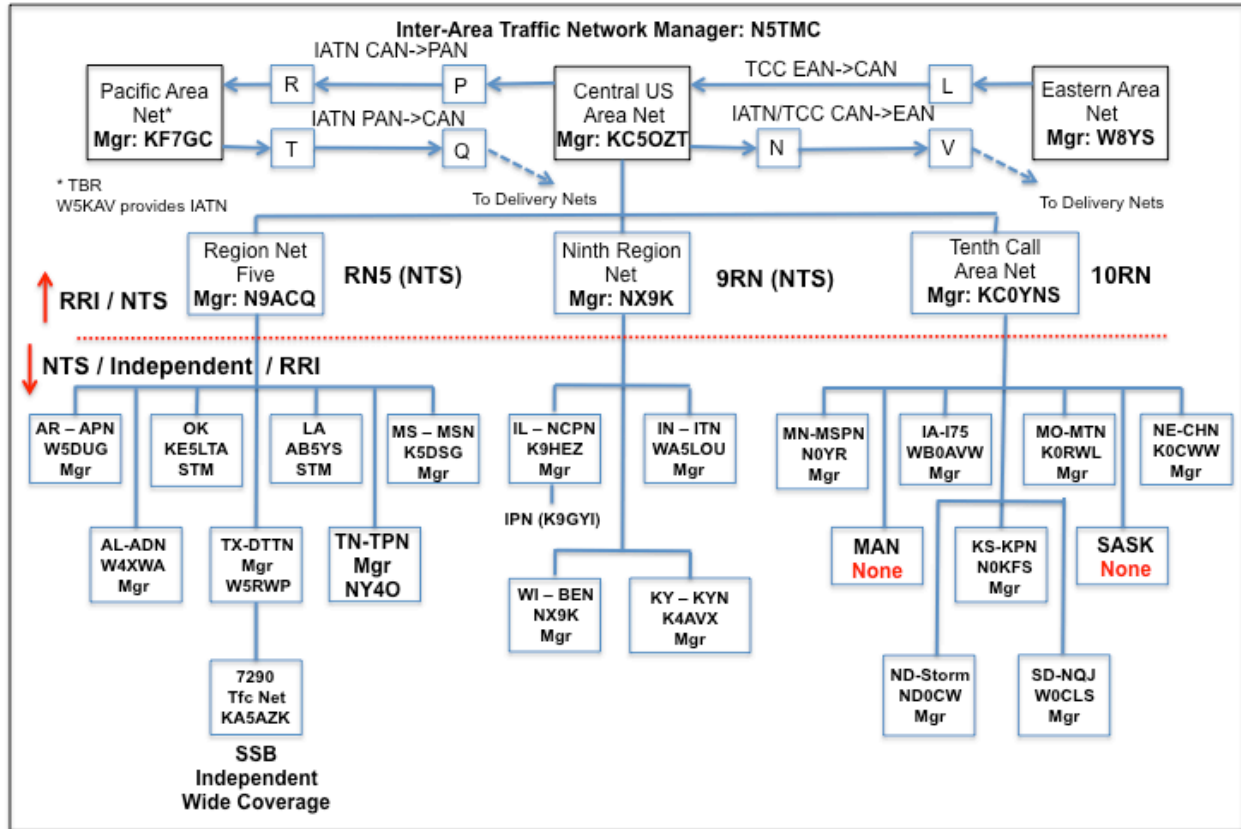 Inter-Area Traffic Network Manager: N5TMC
IATN CAN->PAN
TCC EAN->CAN
Pacific Area
Net*
Mgr: KF7GC
R
P
Central US
Area Net
Mgr: KC5OZT
L
Eastern Area
Net
Mgr: W8YS
IATN PAN->CAN
IATN/TCC CAN->EAN
T
Q
N
V
* TBR
W5KAV provides IATN
To Delivery Nets
To Delivery Nets
Region Net
Five
Mgr: N9ACQ
RN5 (NTS)
Ninth Region
Net
Mgr: NX9K
9RN (NTS)
Tenth Call
Area Net
Mgr: KC0YNS
10RN
RRI / NTS
NTS / Independent / RRI
AR – APN
W5DUG
Mgr
OK
KE5LTA
STM
LA
AB5YS
STM
MS – MSN
K5DSG
Mgr
IL – NCPN
K9HEZ
Mgr
IN – ITN
WA5LOU
Mgr
MN-MSPN
N0YR
Mgr
IA-I75
WB0AVW
Mgr
MO-MTN
K0RWL
Mgr
NE-CHN
K0CWW
Mgr
IPN (K9GYI)
AL-ADN
W4XWA
Mgr
TX-DTTN
Mgr
W5RWP
TN-TPN
Mgr
NY4O
WI – BEN
NX9K
Mgr
KY – KYN
K4AVX
Mgr
MAN
None
KS-KPN
N0KFS
Mgr
SASK
None
7290
Tfc Net
KA5AZK
ND-Storm
ND0CW
Mgr
SD-NQJ
W0CLS
Mgr
SSB
Independent
Wide Coverage